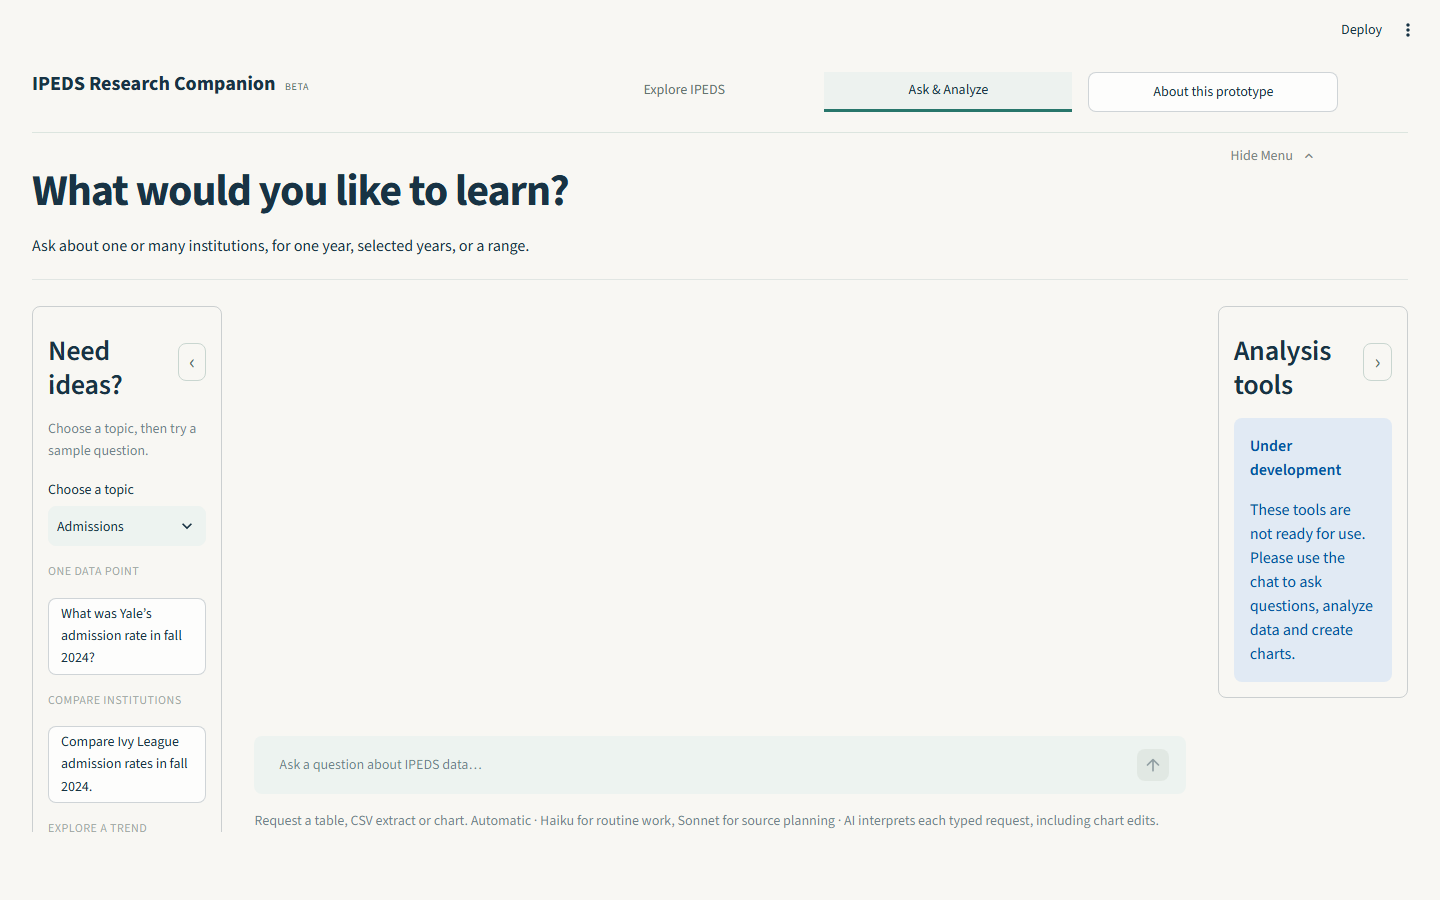 Deploy
IPEDS Research Companion BETA
Explore IPEDS
Ask & Analyze
About this prototype
Hide Menu
What would you like to learn?
Ask about one or many institutions, for one year, selected years, or a range.
Need
ideas?
Choose a topic, then try a
sample question.
Choose a topic
Admissions
ONE DATA POINT
What was Yale’s
admission rate in fall
2024?
COMPARE INSTITUTIONS
Compare Ivy League
admission rates in fall
2024.
EXPLORE A TREND
Ask a question about IPEDS data…
Request a table, CSV extract or chart. Automatic · Haiku for routine work, Sonnet for source planning · AI interprets each typed request, including chart edits.
Analysis
tools
Under
development
These tools are
not ready for use.
Please use the
chat to ask
questions, analyze
data and create
charts.